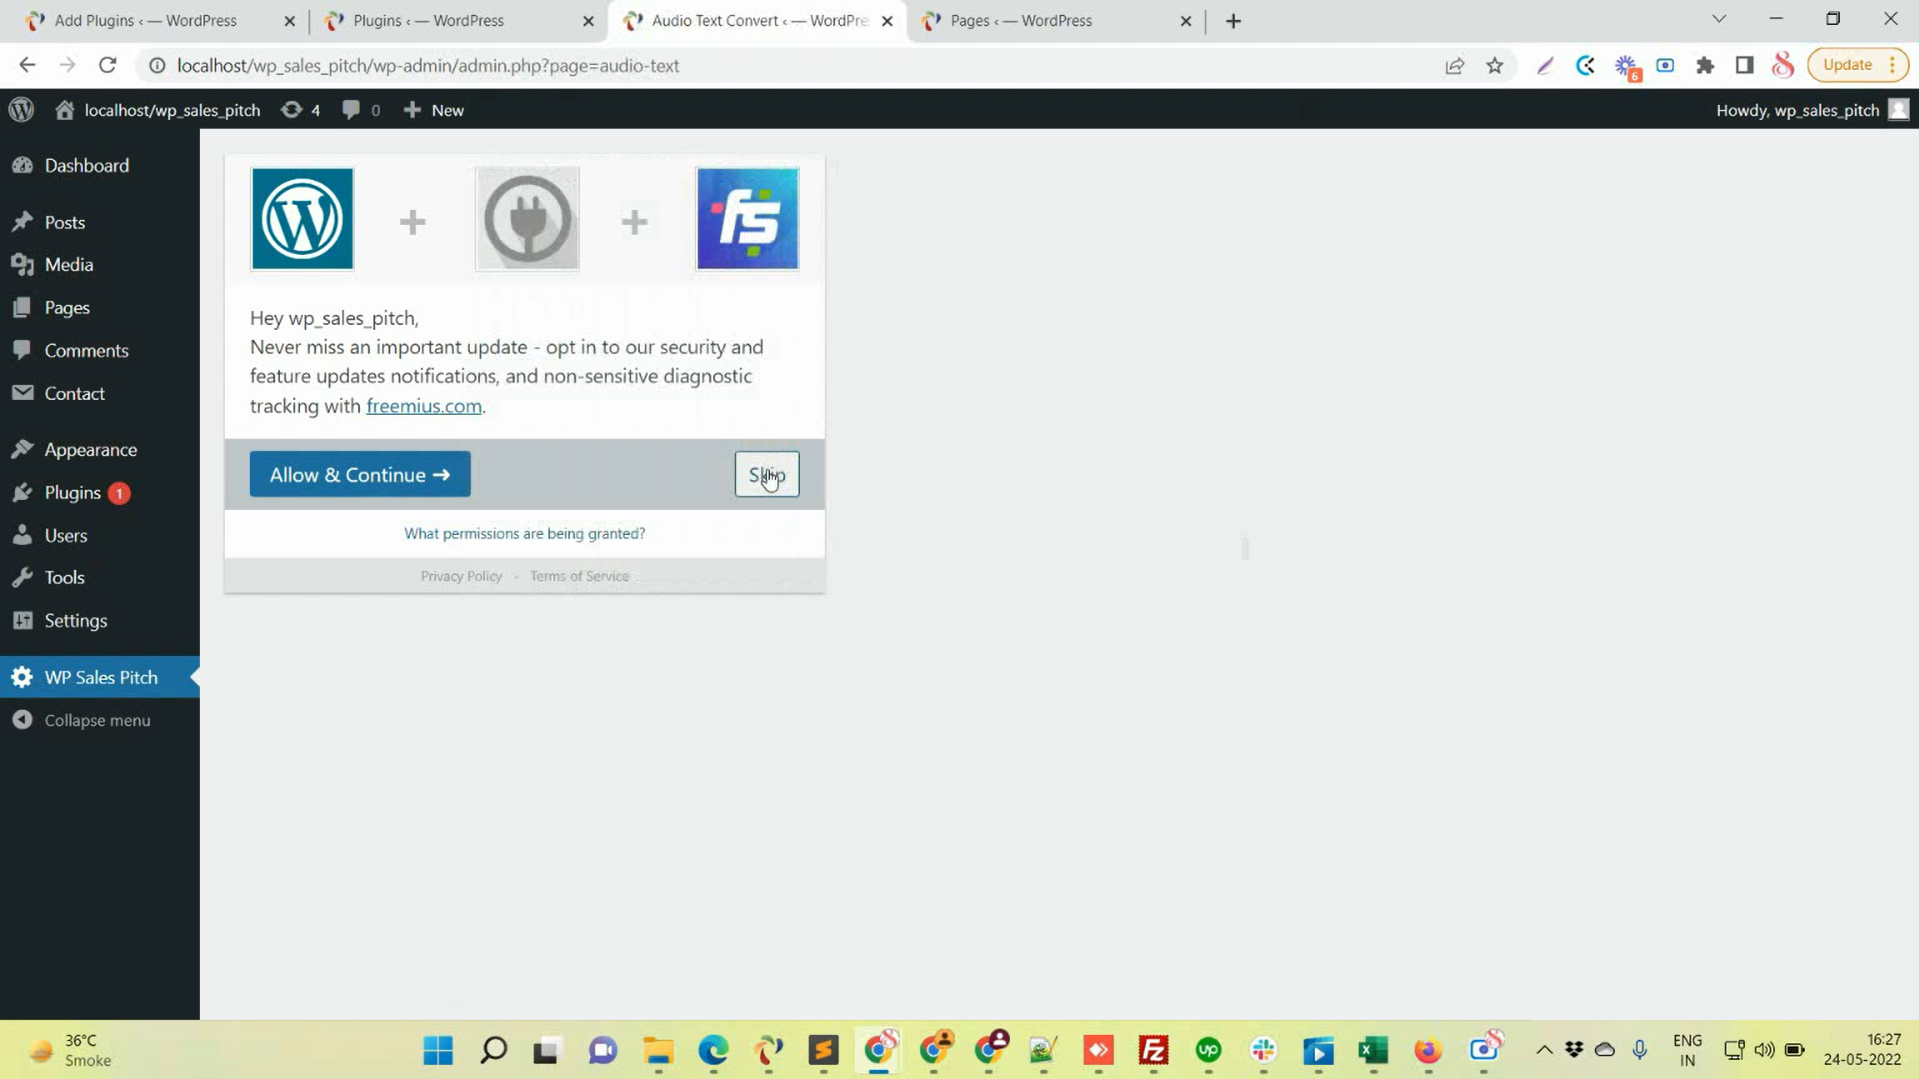 Add Plugins ‹ — WordPress
Plugins ‹ — WordPress
Audio Text Convert ‹ — WordPre
Pages ‹ — WordPress
localhost/wp_sales_pitch/wp-admin/admin.php?page=audio-text
6
Update
localhost/wp_sales_pitch
4
0
+ New
Howdy, wp_sales_pitch
Dashboard
Posts
Media
Pages
Comments
Contact
Appearance
Plugins 1
Users
Tools
Settings
WP Sales Pitch
Collapse menu
W + + fs
Hey wp_sales_pitch,
Never miss an important update - opt in to our security and
feature updates notifications, and non-sensitive diagnostic
tracking with freemius.com.
Allow & Continue →
Skip
What permissions are being granted?
Privacy Policy - Terms of Service
36°C
Smoke
ENG
IN
16:27
24-05-2022